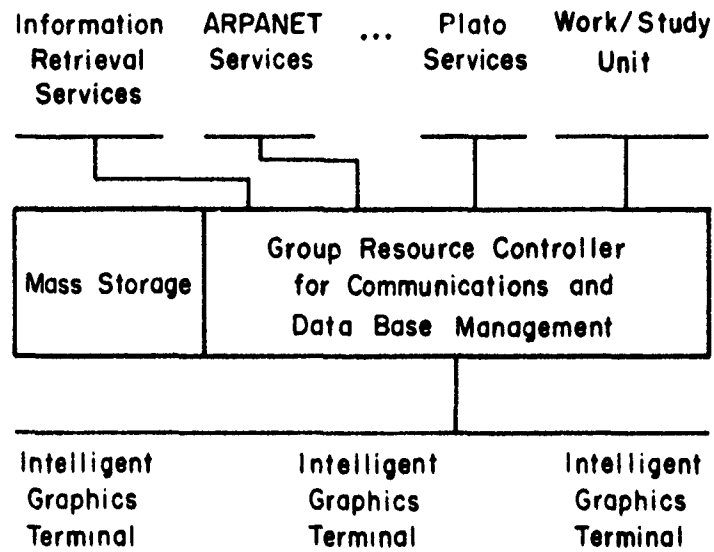 Information
Retrieval
Services
ARPANET
Services
...
Plato
Services
Work/Study
Unit
Mass Storage
Group Resource Controller
for Communications and
Data Base Management
Intelligent
Graphics
Terminal
Intelligent
Graphics
Terminal
Intelligent
Graphics
Terminal